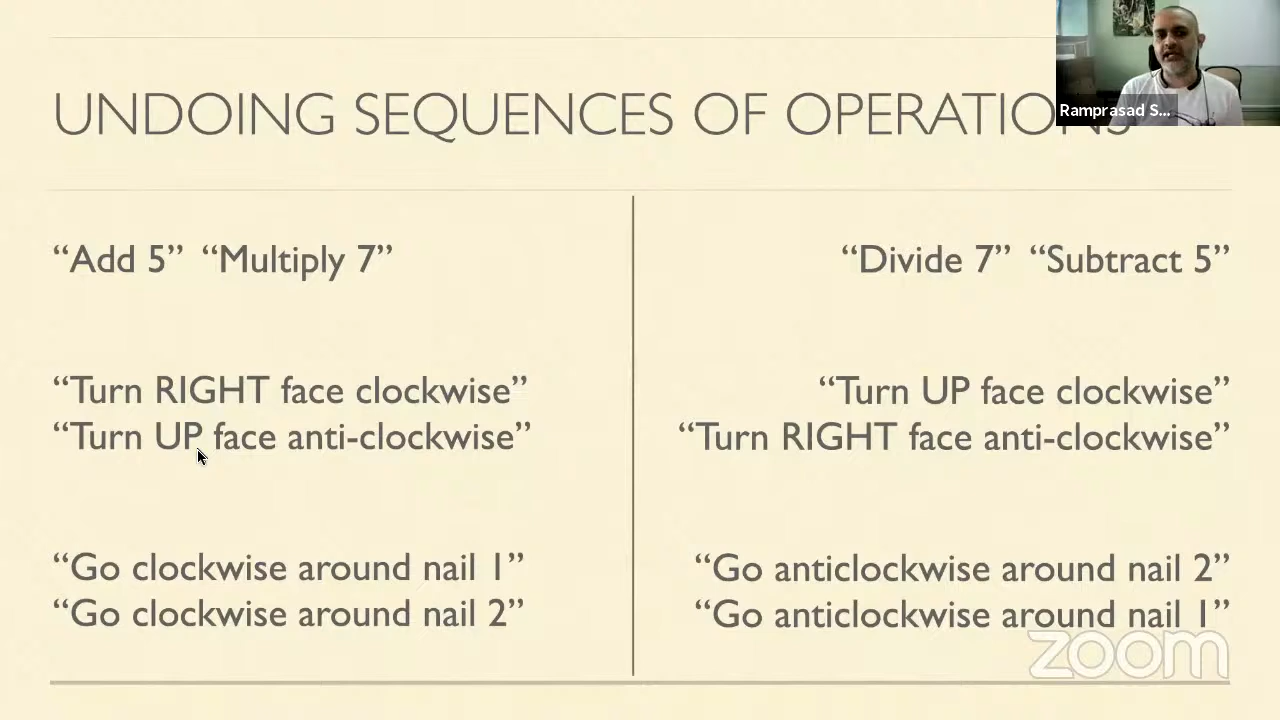 UNDOING SEQUENCES OF OPERATIONS
Ramprasad S...
“Add 5” “Multiply 7”
“Turn RIGHT face clockwise”
“Turn UP face anti-clockwise”
“Go clockwise around nail 1”
“Go clockwise around nail 2”
“Divide 7” “Subtract 5”
“Turn UP face clockwise”
“Turn RIGHT face anti-clockwise”
“Go anticlockwise around nail 2”
“Go anticlockwise around nail 1”
zoom